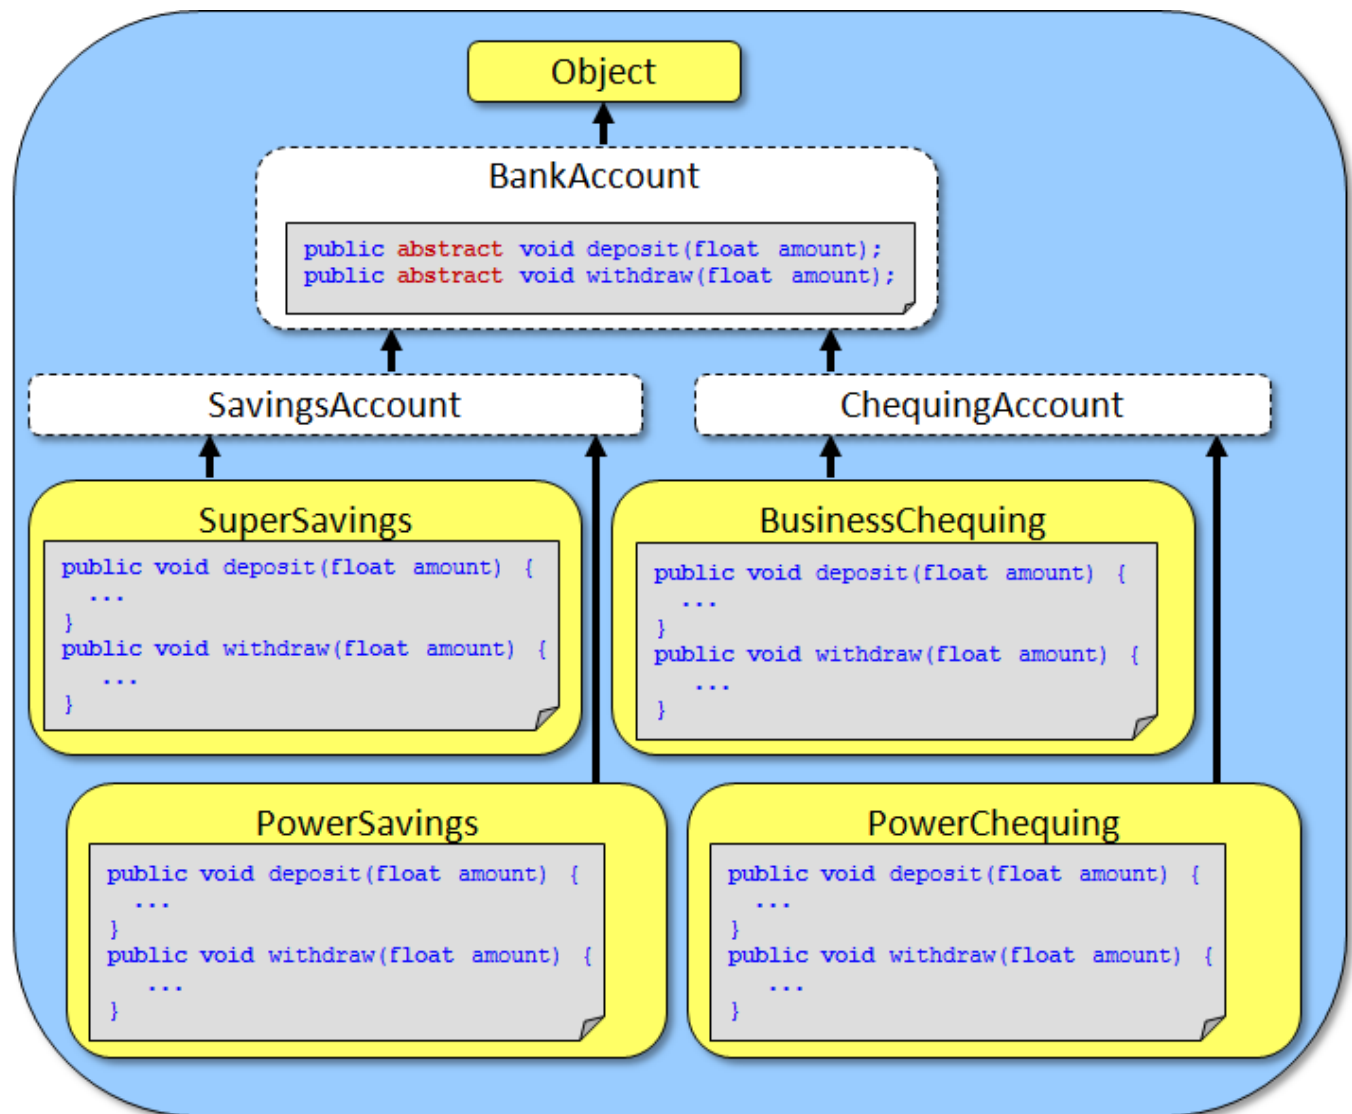 Object
BankAccount
public abstract void deposit(float amount);
public abstract void withdraw(float amount);
SavingsAccount
ChequingAccount
SuperSavings
public void deposit(float amount) {
...
}
public void withdraw(float amount) {
...
}
BusinessChequing
public void deposit(float amount) {
...
}
public void withdraw(float amount) {
...
}
PowerSavings
public void deposit(float amount) {
...
}
public void withdraw(float amount) {
...
}
PowerChequing
public void deposit(float amount) {
...
}
public void withdraw(float amount) {
...
}